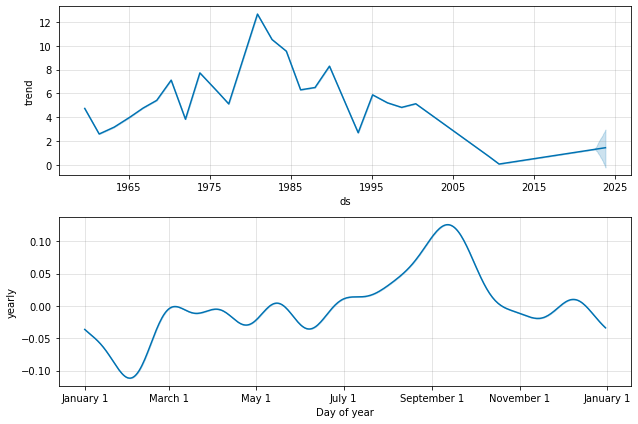 12
10
8
6
4
2
0
trend
1965 1975 1985 1995 2005 2015 2025
ds
0.10
0.05
0.00
−0.05
−0.10
yearly
January 1 March 1 May 1 July 1 September 1 November 1 January 1
Day of year